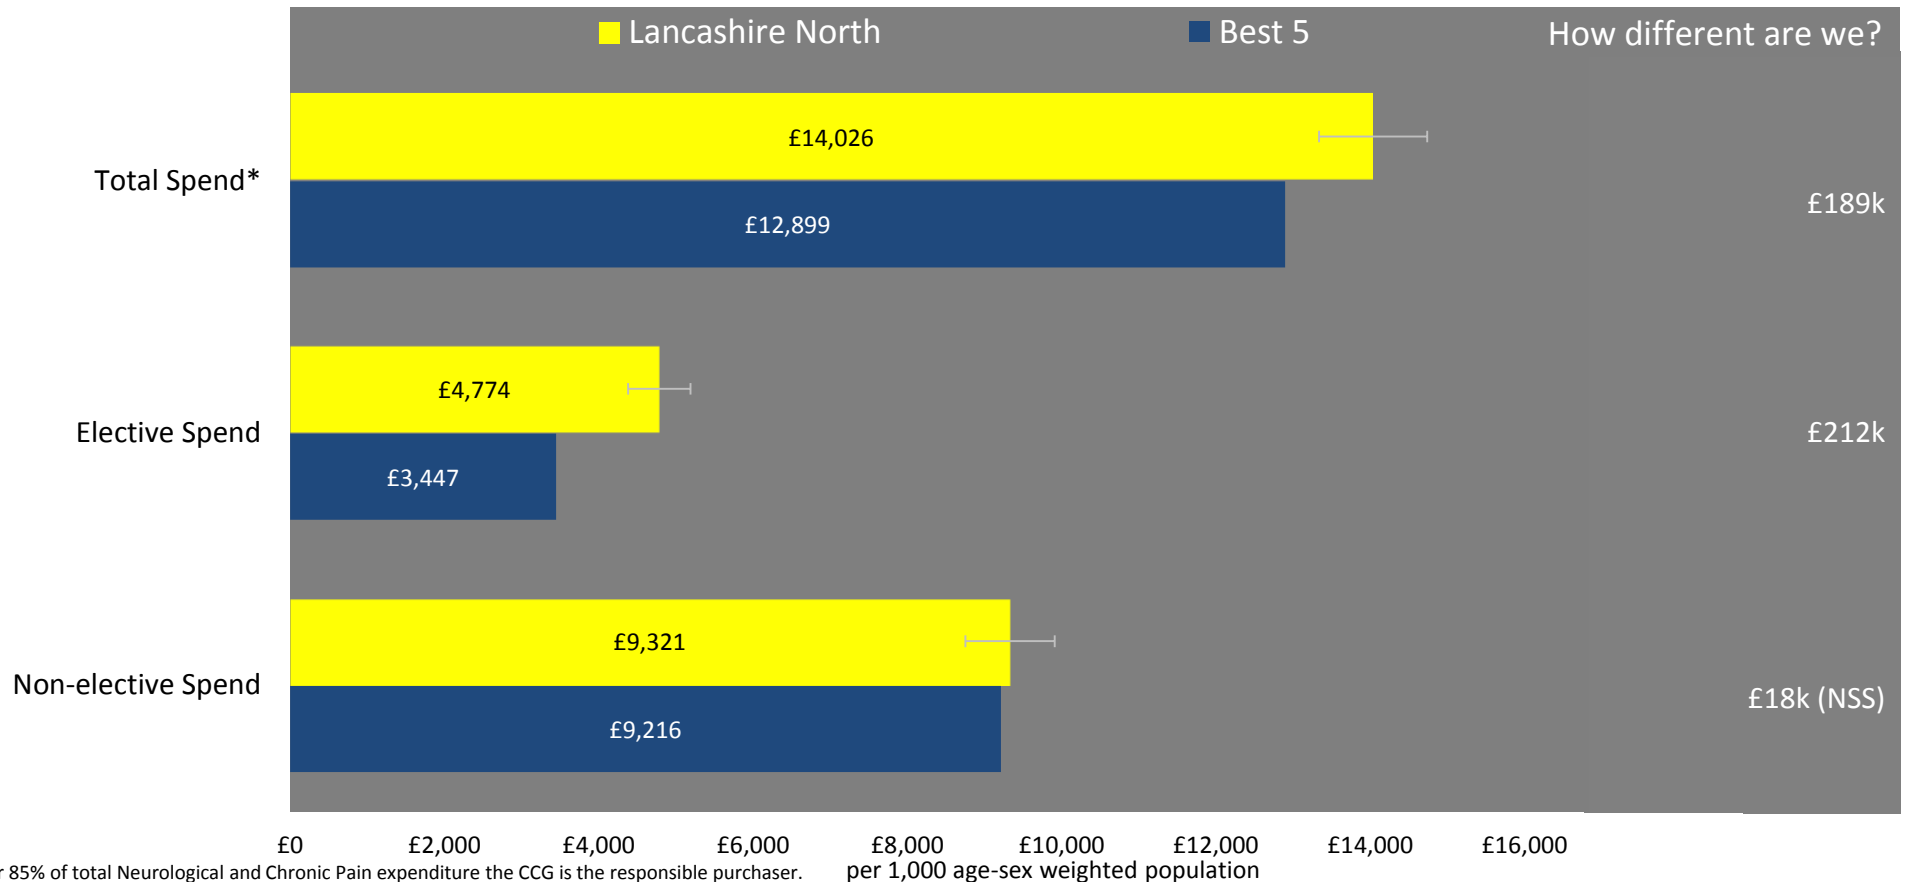 Lancashire North
Best 5
How different are we?
Total Spend*
£14,026
£12,899
£189k
Elective Spend
£4,774
£3,447
£212k
Non-elective Spend
£9,321
£9,216
£18k (NSS)
£0 £2,000 £4,000 £6,000 £8,000 £10,000 £12,000 £14,000 £16,000
85% of total Neurological and Chronic Pain expenditure the CCG is the responsible purchaser.
per 1,000 age-sex weighted population